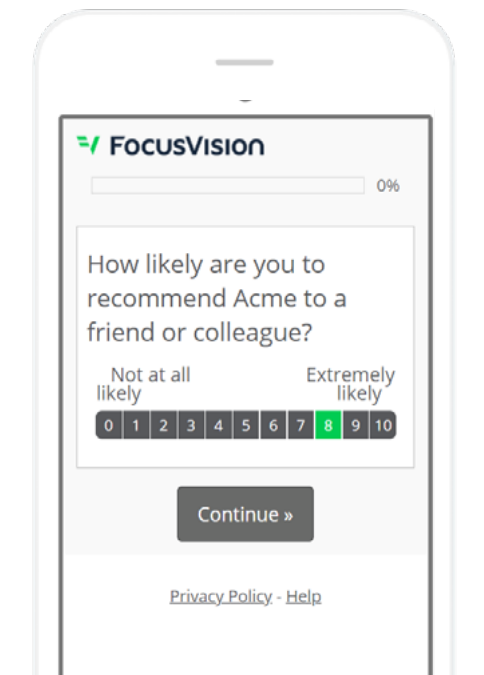 FocusVision
0%
How likely are you to
recommend Acme to a
friend or colleague?
Not at all Extremely
likely likely
0 1 2 3 4 5 6 7 8 9 10
Continue »
Privacy Policy - Help